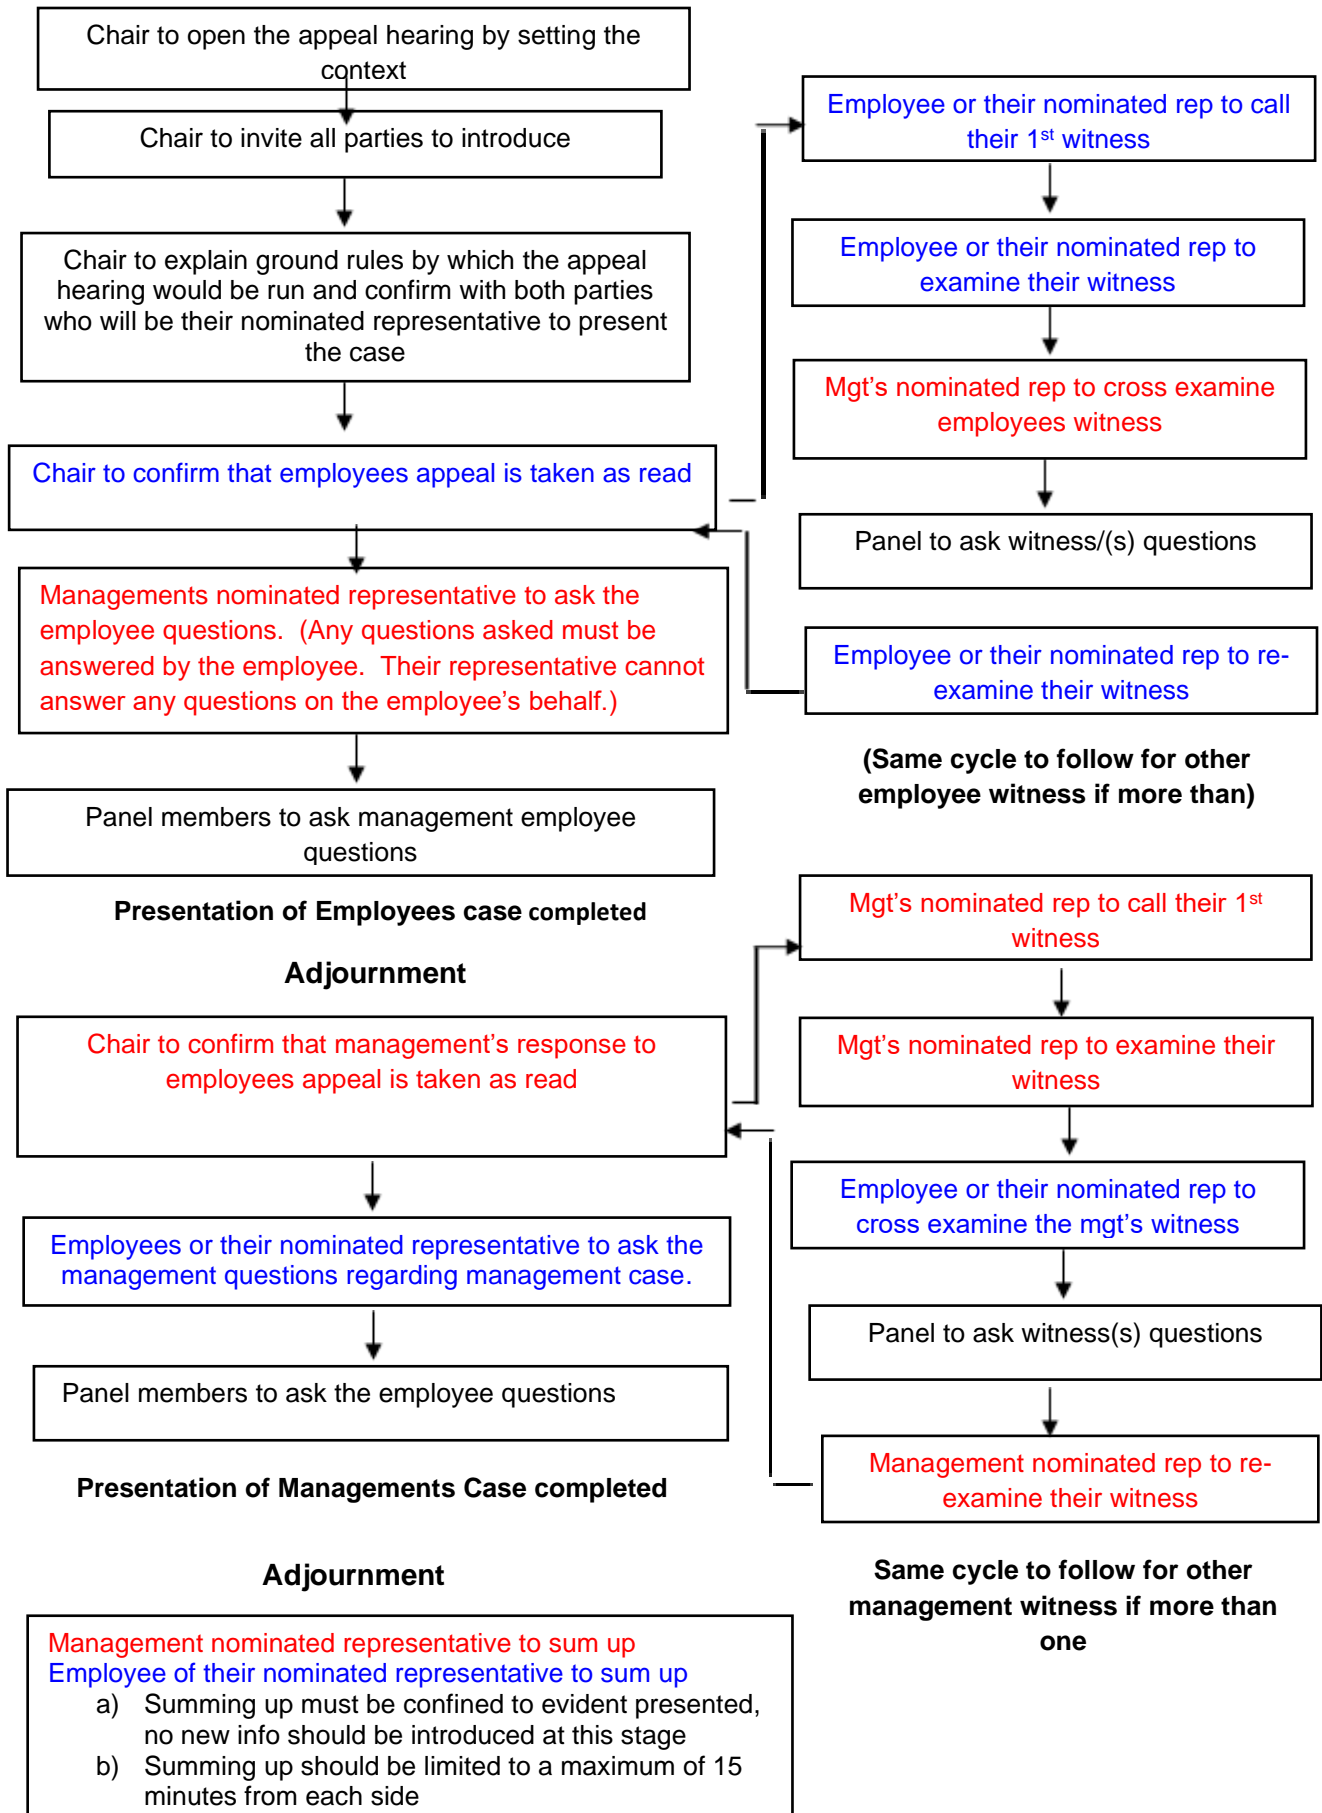 Chair to open the appeal hearing by setting the
context
Chair to invite all parties to introduce
Chair to explain ground rules by which the appeal
hearing would be run and confirm with both parties
who will be their nominated representative to present
the case
Chair to confirm that employees appeal is taken as read
Managements nominated representative to ask the
employee questions. (Any questions asked must be
answered by the employee. Their representative cannot
answer any questions on the employee’s behalf.)
Panel members to ask management employee
questions
Presentation of Employees case completed
Employee or their nominated rep to call
their 1st witness
Employee or their nominated rep to
examine their witness
Mgt’s nominated rep to cross examine
employees witness
Panel to ask witness/(s) questions
Employee or their nominated rep to re-
examine their witness
(Same cycle to follow for other
employee witness if more than)
Adjournment
Chair to confirm that management’s response to
employees appeal is taken as read
Employees or their nominated representative to ask the
management questions regarding management case.
Panel members to ask the employee questions
Presentation of Managements Case completed
Mgt’s nominated rep to call their 1st
witness
Mgt’s nominated rep to examine their
witness
Employee or their nominated rep to
cross examine the mgt’s witness
Panel to ask witness(s) questions
Management nominated rep to re-
examine their witness
Same cycle to follow for other
management witness if more than
one
Adjournment
Management nominated representative to sum up
Employee of their nominated representative to sum up
a) Summing up must be confined to evident presented,
no new info should be introduced at this stage
b) Summing up should be limited to a maximum of 15
minutes from each side